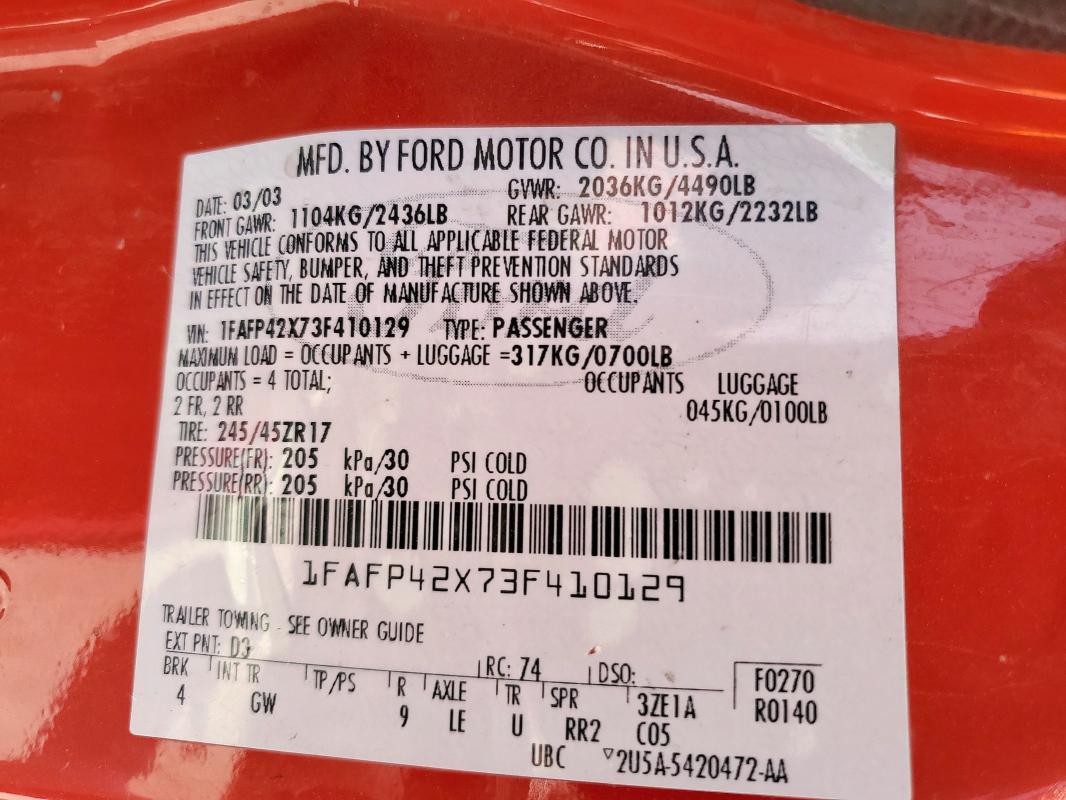 MFD. BY FORD MOTOR CO. IN U.S.A.
DATE: 03/03 GVWR: 2036KG/4490LB
FRONT GAWR: 1104KG/2436LB REAR GAWR: 1012KG/2232LB
THIS VEHICLE CONFORMS TO ALL APPLICABLE FEDERAL MOTOR
VEHICLE SAFETY, BUMPER, AND THEFT PREVENTION STANDARDS
IN EFFECT ON THE DATE OF MANUFACTURE SHOWN ABOVE.
VIN: 1FAFP42X73F410129 TYPE: PASSENGER
MAXIMUM LOAD = OCCUPANTS + LUGGAGE =317KG/0700LB
OCCUPANTS = 4 TOTAL; OCCUPANTS LUGGAGE
2 FR, 2 RR 045KG/0100LB
TIRE: 245/45ZR17
PRESSURE(FR): 205 kPa/30 PSI COLD
PRESSURE(RR): 205 kPa/30 PSI COLD
1FAFP42X73F410129
TRAILER TOWING - SEE OWNER GUIDE
EXT PNT: D3 RC: 74 DSO: F0270
BRK INT TR TP/PS R AXLE TR SPR 3ZE1A R0140
4 GW 9 LE U RR2 C05
UBC ▽2U5A-5420472-AA